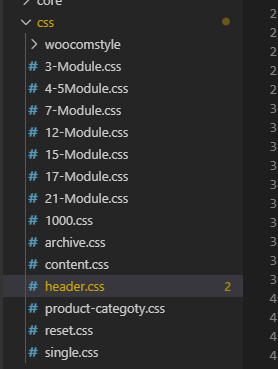 core
css
woocomstyle
# 3-Module.css
# 4-5Module.css
# 7-Module.css
# 12-Module.css
# 15-Module.css
# 17-Module.css
# 21-Module.css
# 1000.css
# archive.css
# content.css
# header.css 2
# product-categoty.css
# reset.css
# single.css